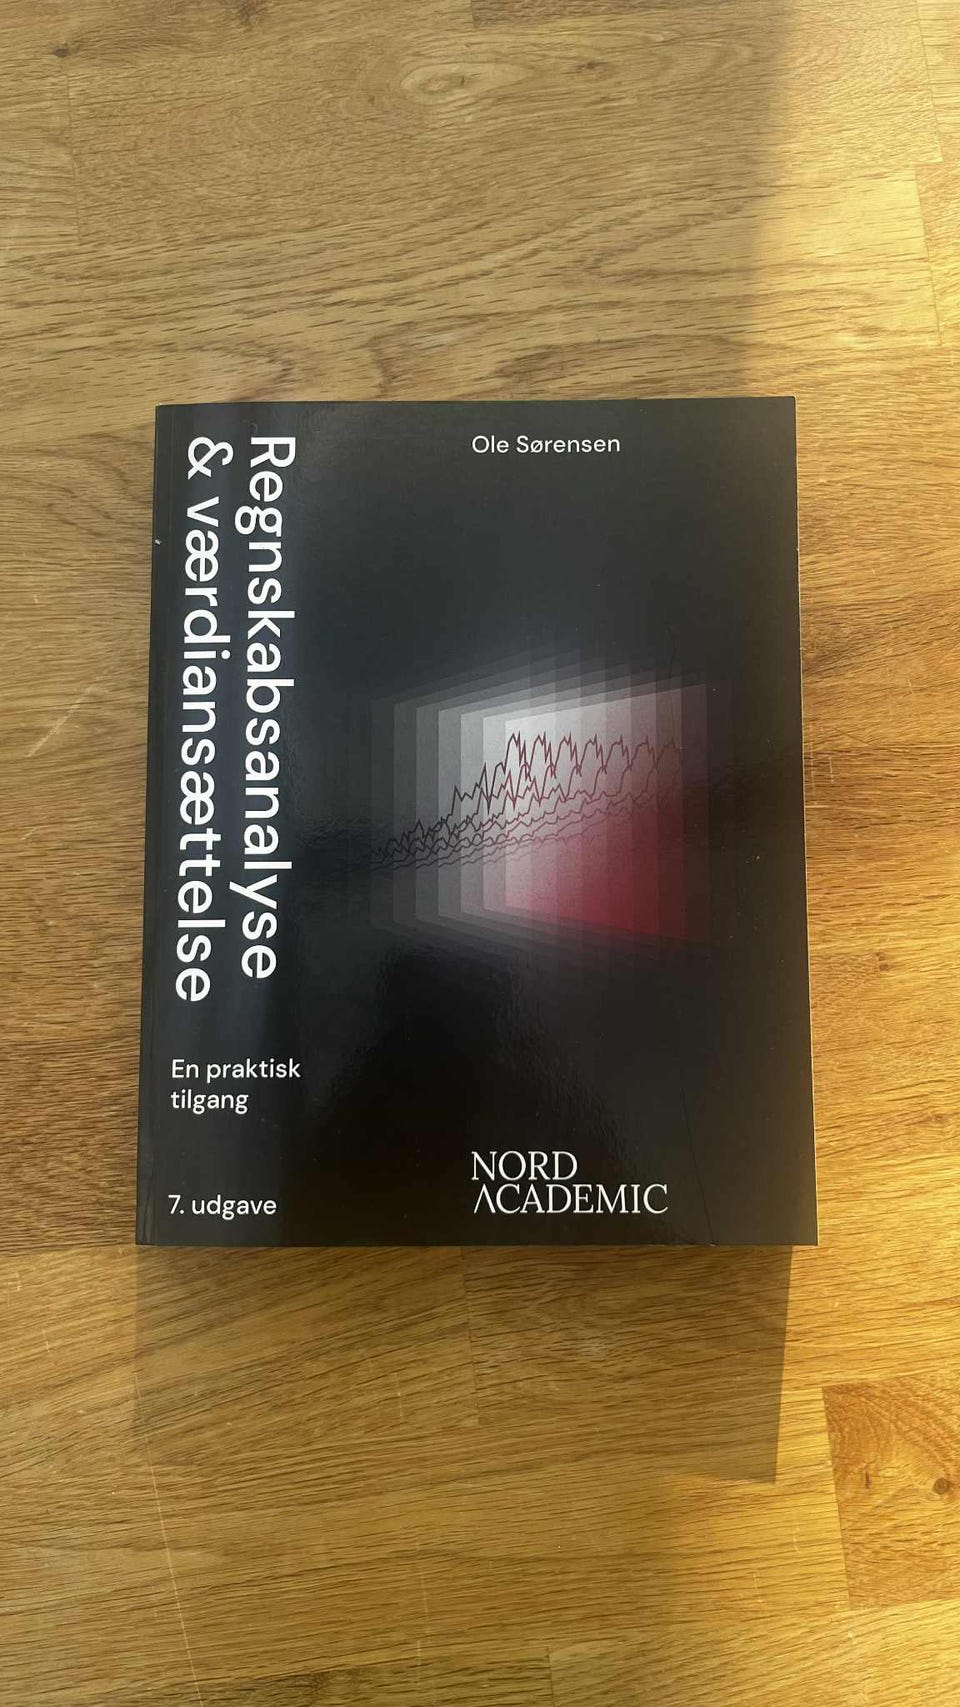 Ole Sørensen
Regnskabsanalyse
& værdiansættelse
En praktisk
tilgang
7. udgave
NORD
ACADEMIC